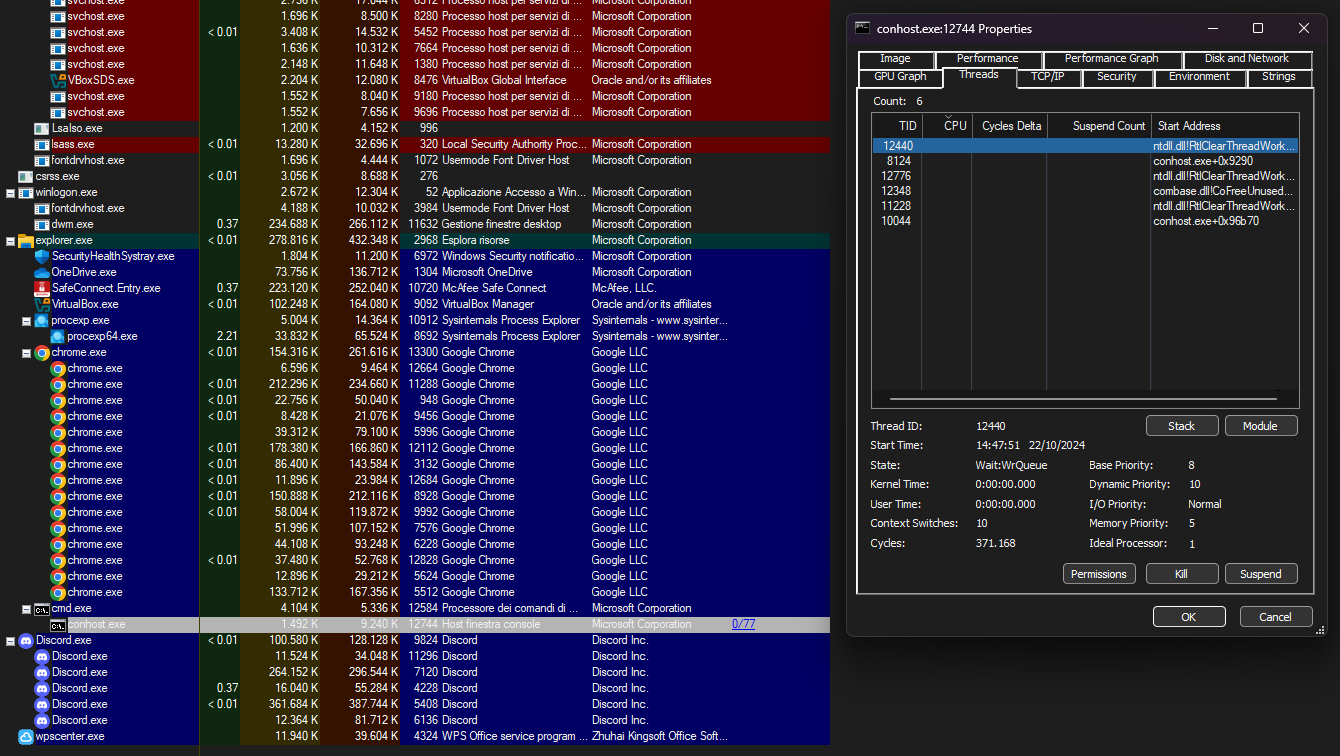 svchost.exe 2.756 K 17.044 K 6512 Processo host per servizi di ... Microsoft Corporation
svchost.exe 1.696 K 8.500 K 8280 Processo host per servizi di ... Microsoft Corporation
svchost.exe < 0.01 3.408 K 14.532 K 5452 Processo host per servizi di ... Microsoft Corporation
svchost.exe 1.636 K 10.312 K 7664 Processo host per servizi di ... Microsoft Corporation
svchost.exe 2.148 K 11.648 K 1380 Processo host per servizi di ... Microsoft Corporation
VBoxSDS.exe 2.204 K 12.080 K 8476 VirtualBox Global Interface Oracle and/or its affiliates
svchost.exe 1.552 K 8.040 K 9180 Processo host per servizi di ... Microsoft Corporation
svchost.exe 1.552 K 7.656 K 9696 Processo host per servizi di ... Microsoft Corporation
LsaIso.exe 1.200 K 4.152 K 996
lsass.exe < 0.01 13.280 K 32.696 K 320 Local Security Authority Proc... Microsoft Corporation
fontdrvhost.exe 1.696 K 4.444 K 1072 Usermode Font Driver Host Microsoft Corporation
csrss.exe < 0.01 3.056 K 8.688 K 276
winlogon.exe 2.672 K 12.304 K 52 Applicazione Accesso a Win... Microsoft Corporation
fontdrvhost.exe 4.188 K 10.032 K 3984 Usermode Font Driver Host Microsoft Corporation
dwm.exe 0.37 234.688 K 266.112 K 11632 Gestione finestre desktop Microsoft Corporation
explorer.exe < 0.01 278.816 K 432.348 K 2968 Esplora risorse Microsoft Corporation
SecurityHealthSystray.exe 1.804 K 11.200 K 6972 Windows Security notificatio... Microsoft Corporation
OneDrive.exe 73.756 K 136.712 K 1304 Microsoft OneDrive Microsoft Corporation
SafeConnect.Entry.exe 0.37 223.120 K 252.040 K 10720 McAfee Safe Connect McAfee, LLC.
VirtualBox.exe < 0.01 102.248 K 164.080 K 9092 VirtualBox Manager Oracle and/or its affiliates
procexp.exe 5.004 K 14.364 K 10912 Sysinternals Process Explorer Sysinternals - www.sysinter...
procexp64.exe 2.21 33.832 K 65.524 K 8692 Sysinternals Process Explorer Sysinternals - www.sysinter...
chrome.exe < 0.01 154.316 K 261.616 K 13300 Google Chrome Google LLC
chrome.exe 6.596 K 9.464 K 12664 Google Chrome Google LLC
chrome.exe < 0.01 212.296 K 234.660 K 11288 Google Chrome Google LLC
chrome.exe < 0.01 22.756 K 50.040 K 948 Google Chrome Google LLC
chrome.exe < 0.01 8.428 K 21.076 K 9456 Google Chrome Google LLC
chrome.exe 39.312 K 79.100 K 5996 Google Chrome Google LLC
chrome.exe < 0.01 178.380 K 166.860 K 12112 Google Chrome Google LLC
chrome.exe < 0.01 86.400 K 143.584 K 3132 Google Chrome Google LLC
chrome.exe < 0.01 11.896 K 23.984 K 12684 Google Chrome Google LLC
chrome.exe < 0.01 150.888 K 212.116 K 8928 Google Chrome Google LLC
chrome.exe < 0.01 58.004 K 119.872 K 9992 Google Chrome Google LLC
chrome.exe 51.996 K 107.152 K 7576 Google Chrome Google LLC
chrome.exe 44.108 K 93.248 K 6228 Google Chrome Google LLC
chrome.exe < 0.01 37.480 K 52.768 K 12828 Google Chrome Google LLC
chrome.exe 12.896 K 29.212 K 5624 Google Chrome Google LLC
chrome.exe 133.712 K 167.356 K 5512 Google Chrome Google LLC
cmd.exe 4.104 K 5.336 K 12584 Processore dei comandi di ... Microsoft Corporation
conhost.exe 1.492 K 9.240 K 12744 Host finestra console Microsoft Corporation 0/77
Discord.exe < 0.01 100.580 K 128.128 K 9824 Discord Discord Inc.
Discord.exe 11.524 K 34.048 K 11296 Discord Discord Inc.
Discord.exe 264.152 K 296.544 K 7120 Discord Discord Inc.
Discord.exe 0.37 16.040 K 55.284 K 4228 Discord Discord Inc.
Discord.exe < 0.01 361.684 K 387.744 K 5408 Discord Discord Inc.
Discord.exe 12.364 K 81.712 K 6136 Discord Discord Inc.
wpscenter.exe 11.940 K 39.604 K 4324 WPS Office service program ... Zhuhai Kingsoft Office Soft...
conhost.exe:12744 Properties
Image Performance Performance Graph Disk and Network
GPU Graph Threads TCP/IP Security Environment Strings
Count: 6
TID CPU Cycles Delta Suspend Count Start Address
12440 ntdll.dll!RtlClearThreadWork...
8124 conhost.exe+0x9290
12776 ntdll.dll!RtlClearThreadWork...
12348 combase.dll!CoFreeUnused...
11228 ntdll.dll!RtlClearThreadWork...
10044 conhost.exe+0x96b70
Thread ID: 12440 Stack Module
Start Time: 14:47:51 22/10/2024
State: Wait:WrQueue Base Priority: 8
Kernel Time: 0:00:00.000 Dynamic Priority: 10
User Time: 0:00:00.000 I/O Priority: Normal
Context Switches: 10 Memory Priority: 5
Cycles: 371.168 Ideal Processor: 1
Permissions Kill Suspend
OK Cancel